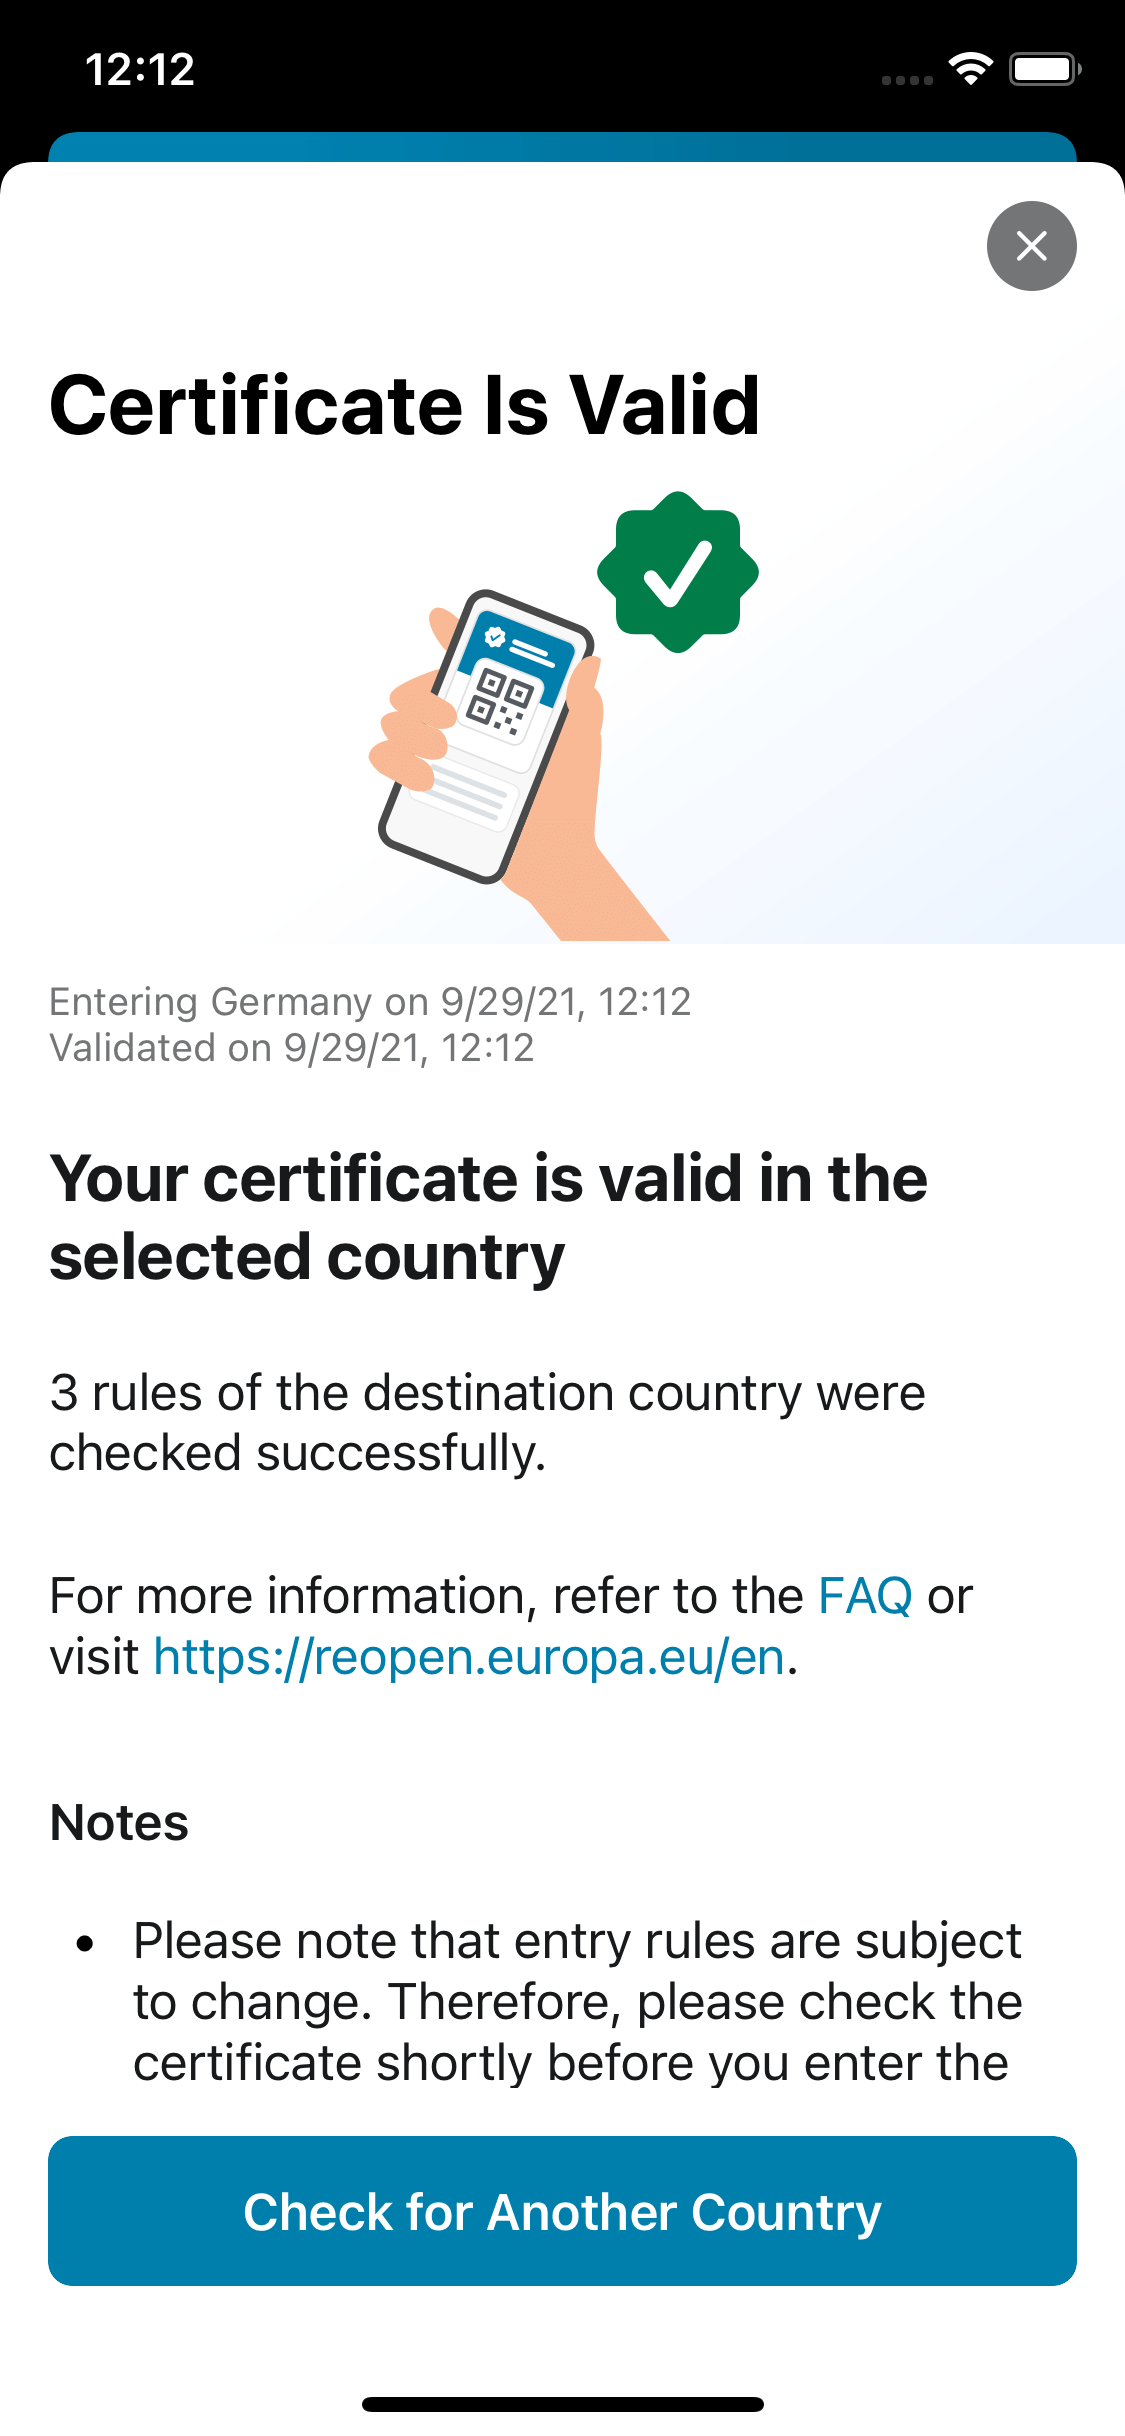 12:12
Certificate Is Valid
Entering Germany on 9/29/21, 12:12
Validated on 9/29/21, 12:12
Your certificate is valid in the
selected country
3 rules of the destination country were
checked successfully.
For more information, refer to the FAQ or
visit https://reopen.europa.eu/en.
Notes
• Please note that entry rules are subject
to change. Therefore, please check the
certificate shortly before you enter the
Check for Another Country